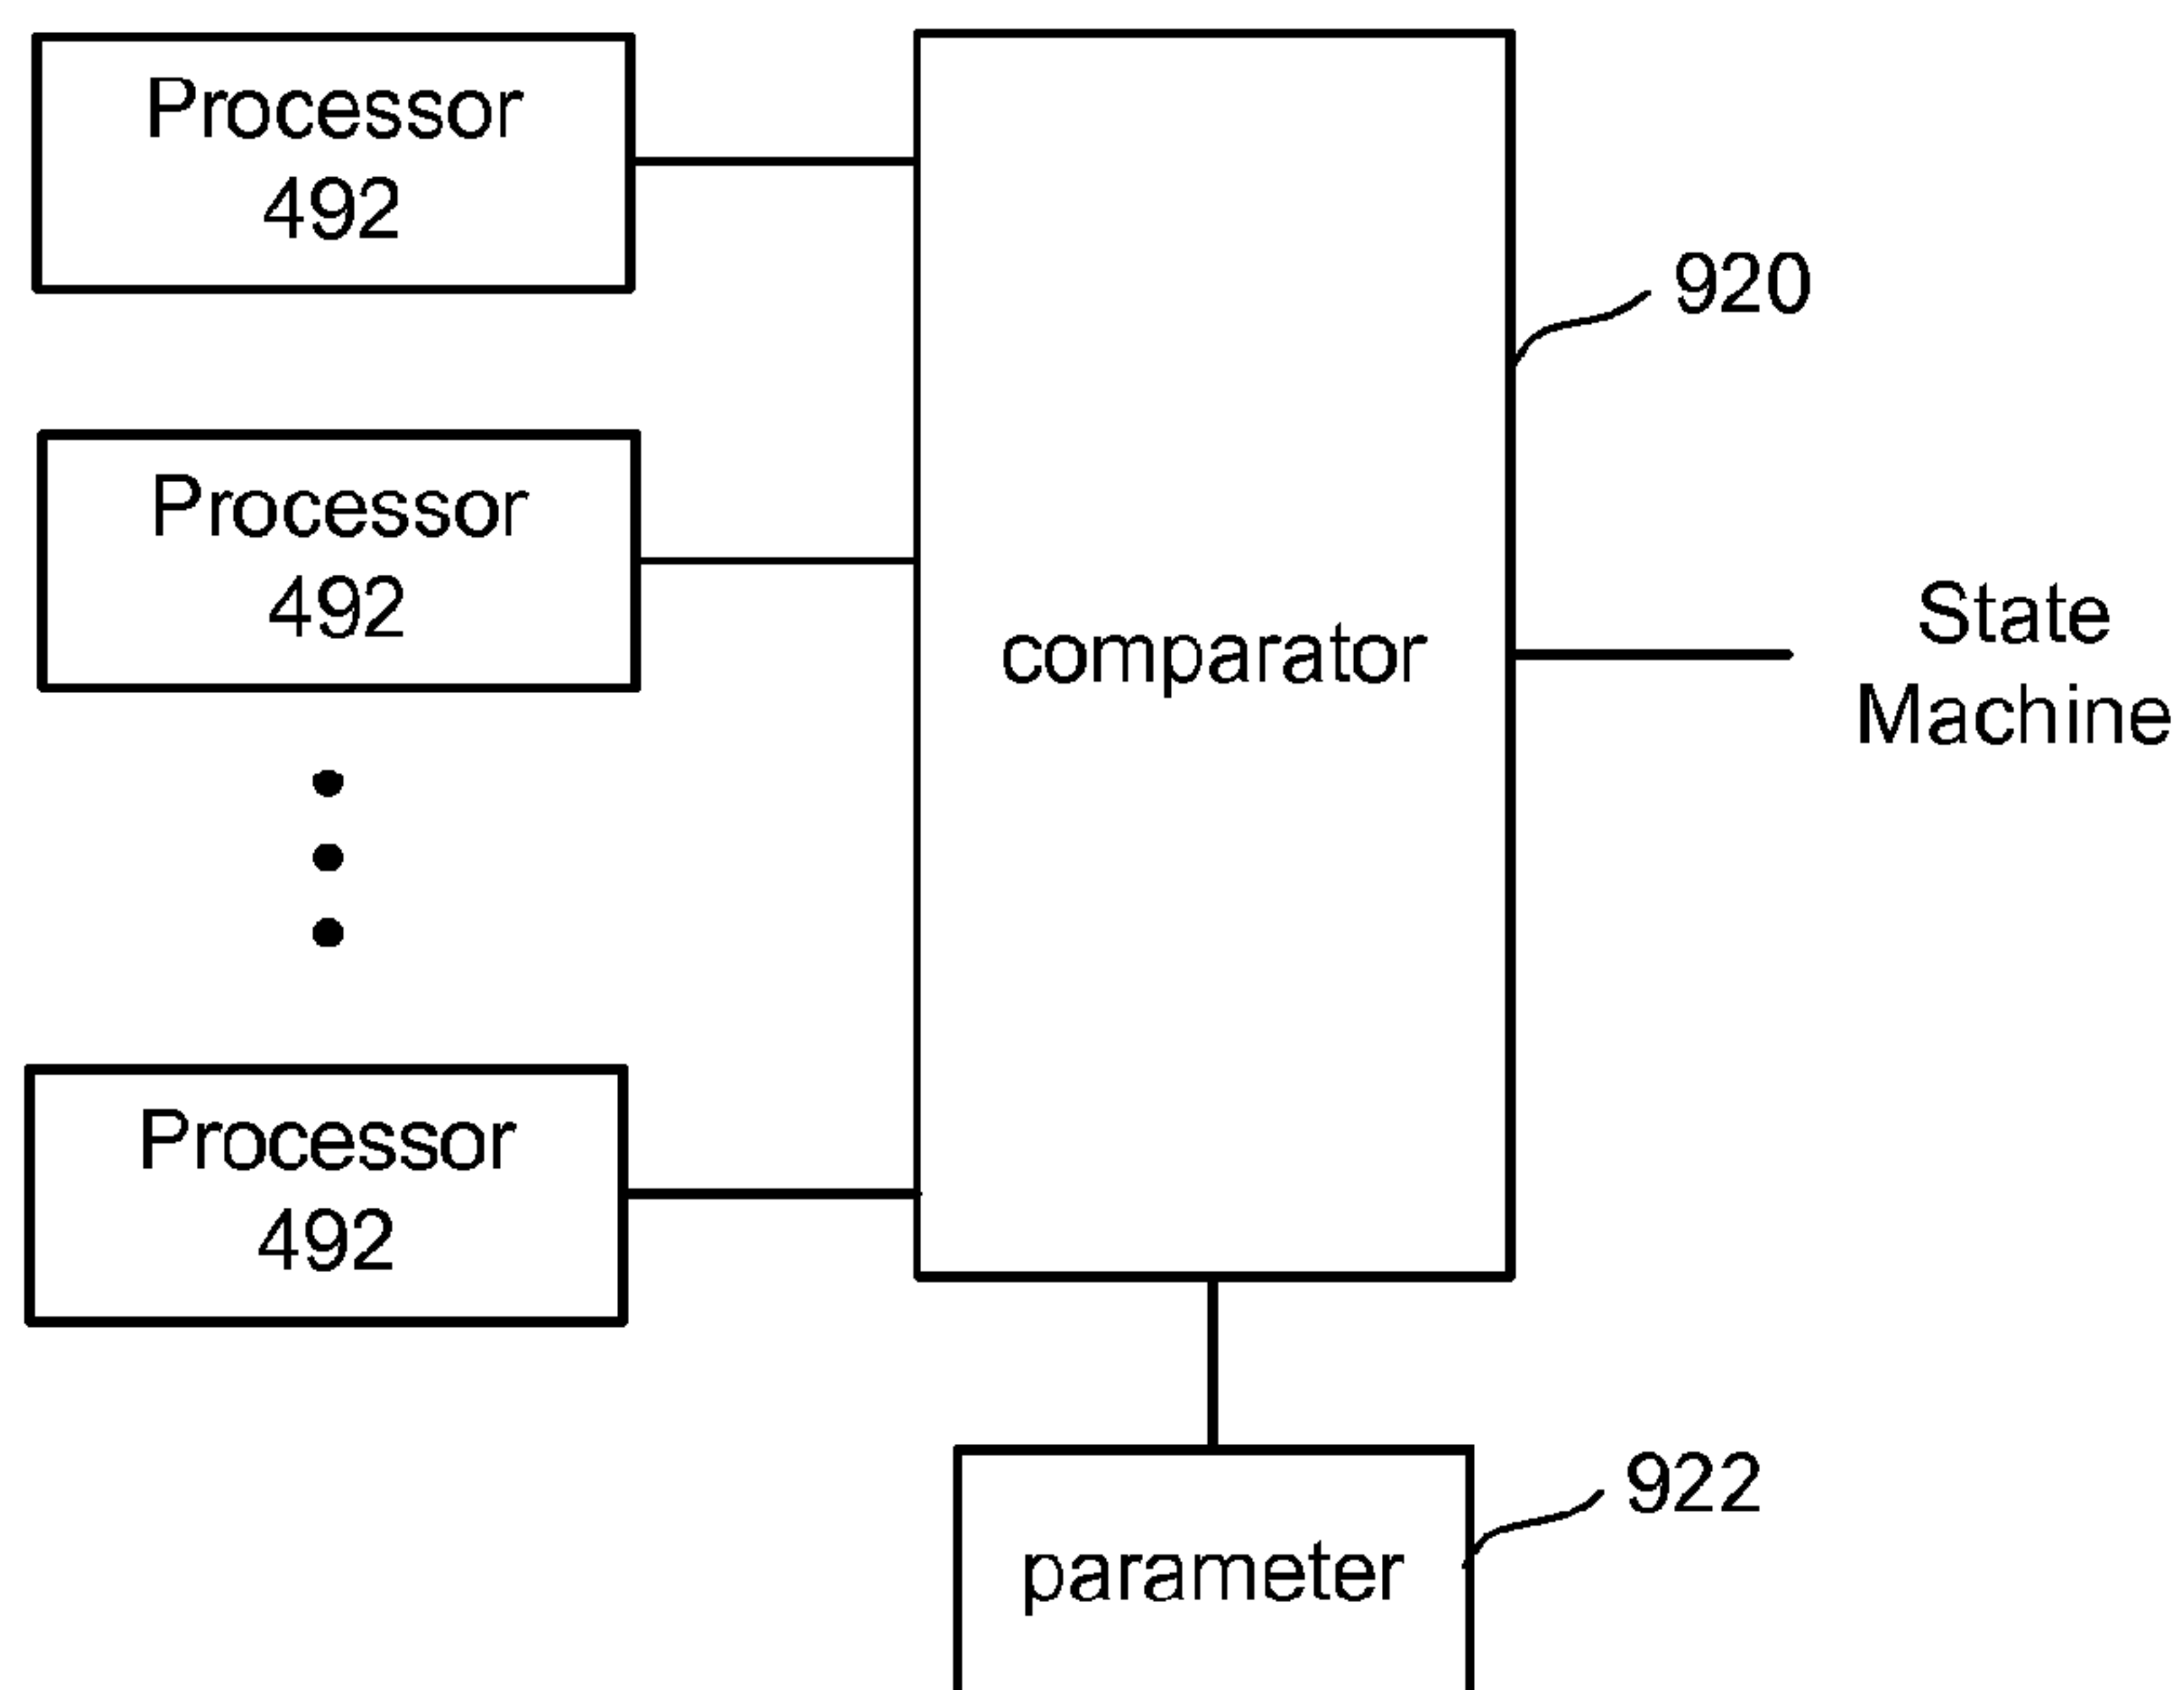 Processor
492
920
Processor
492
comparator
State
Machine
Processor
492
922
parameter